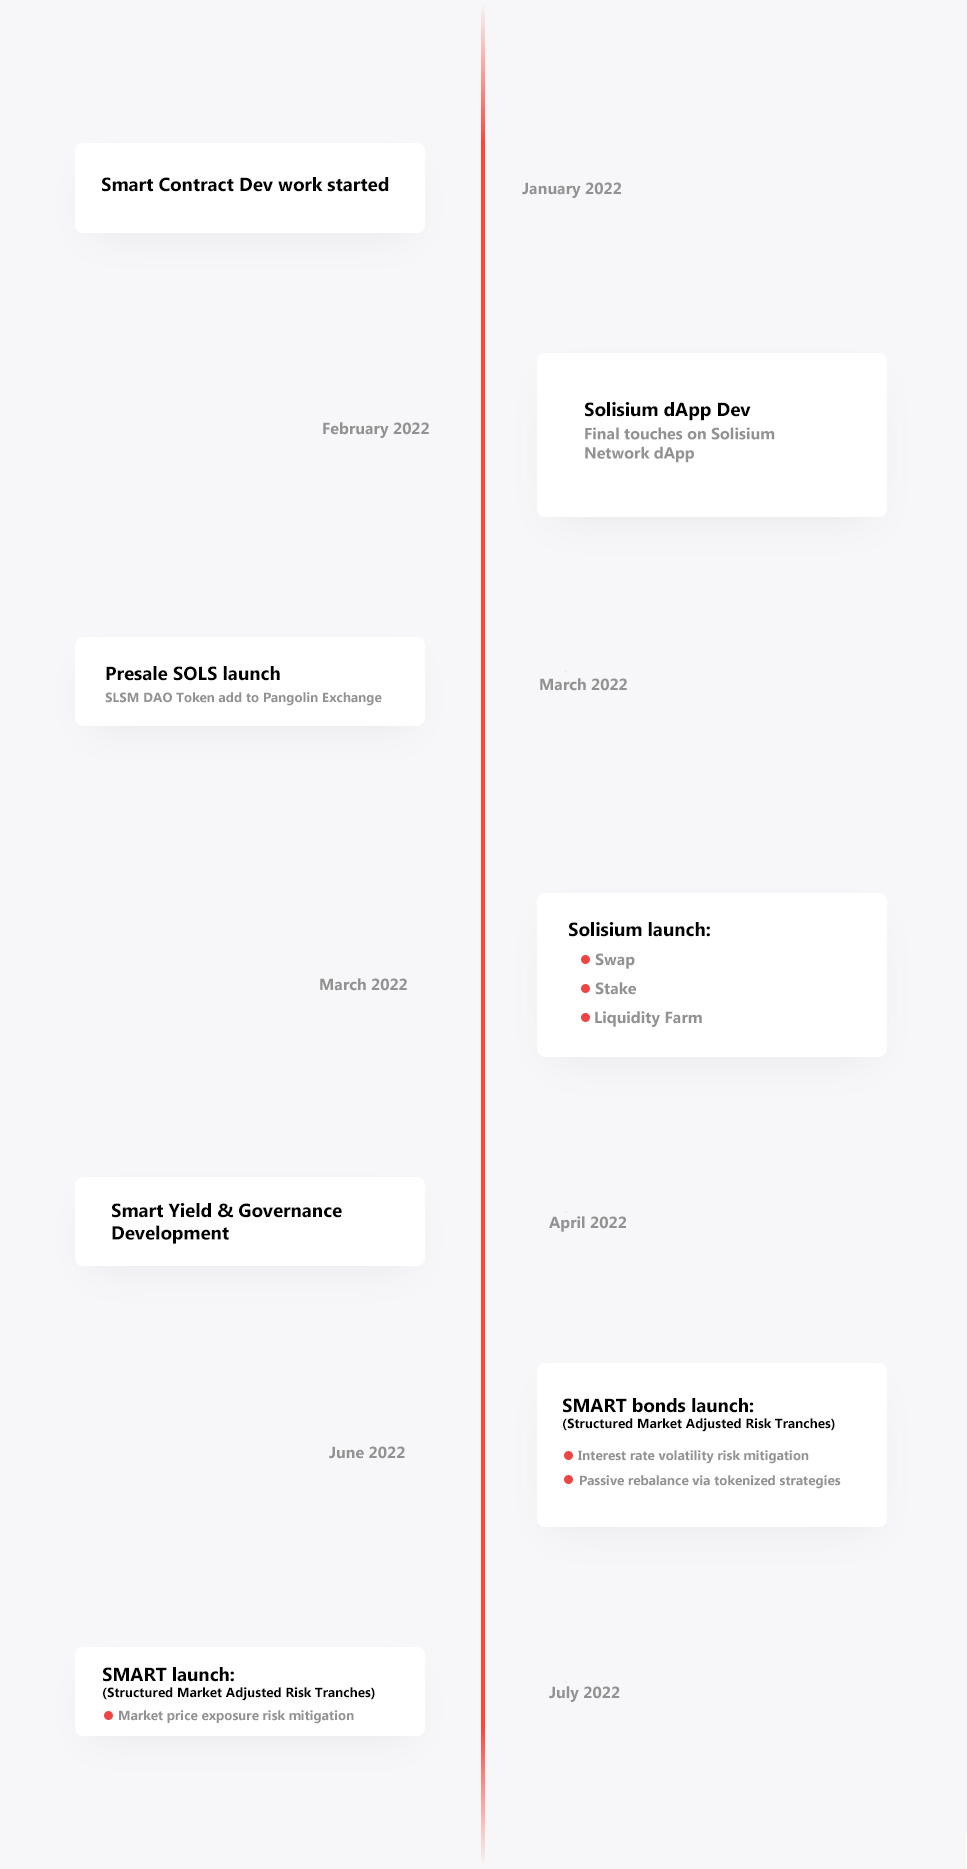 Smart Contract Dev work started
January 2022
February 2022
Solisium dApp Dev
Final touches on Solisium
Network dApp
Presale SOLS launch
SLSM DAO Token add to Pangolin Exchange
March 2022
March 2022
Solisium launch:
Swap
Stake
Liquidity Farm
Smart Yield & Governance
Development
April 2022
June 2022
SMART bonds launch:
(Structured Market Adjusted Risk Tranches)
Interest rate volatility risk mitigation
Passive rebalance via tokenized strategies
SMART launch:
(Structured Market Adjusted Risk Tranches)
Market price exposure risk mitigation
July 2022